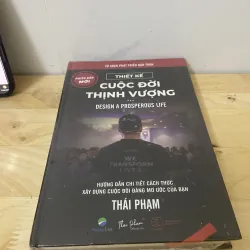 TỦ SÁCH PHÁT TRIỂN BẢN THÂN
THIẾT KẾ
CUỘC ĐỜI
THỊNH VƯỢNG
DESIGN A PROSPEROUS LIFE
HƯỚNG DẪN CHI TIẾT CÁCH THỨC
XÂY DỰNG CUỘC ĐỜI ĐÁNG MƠ ƯỚC CỦA BẠN
THÁI PHẠM